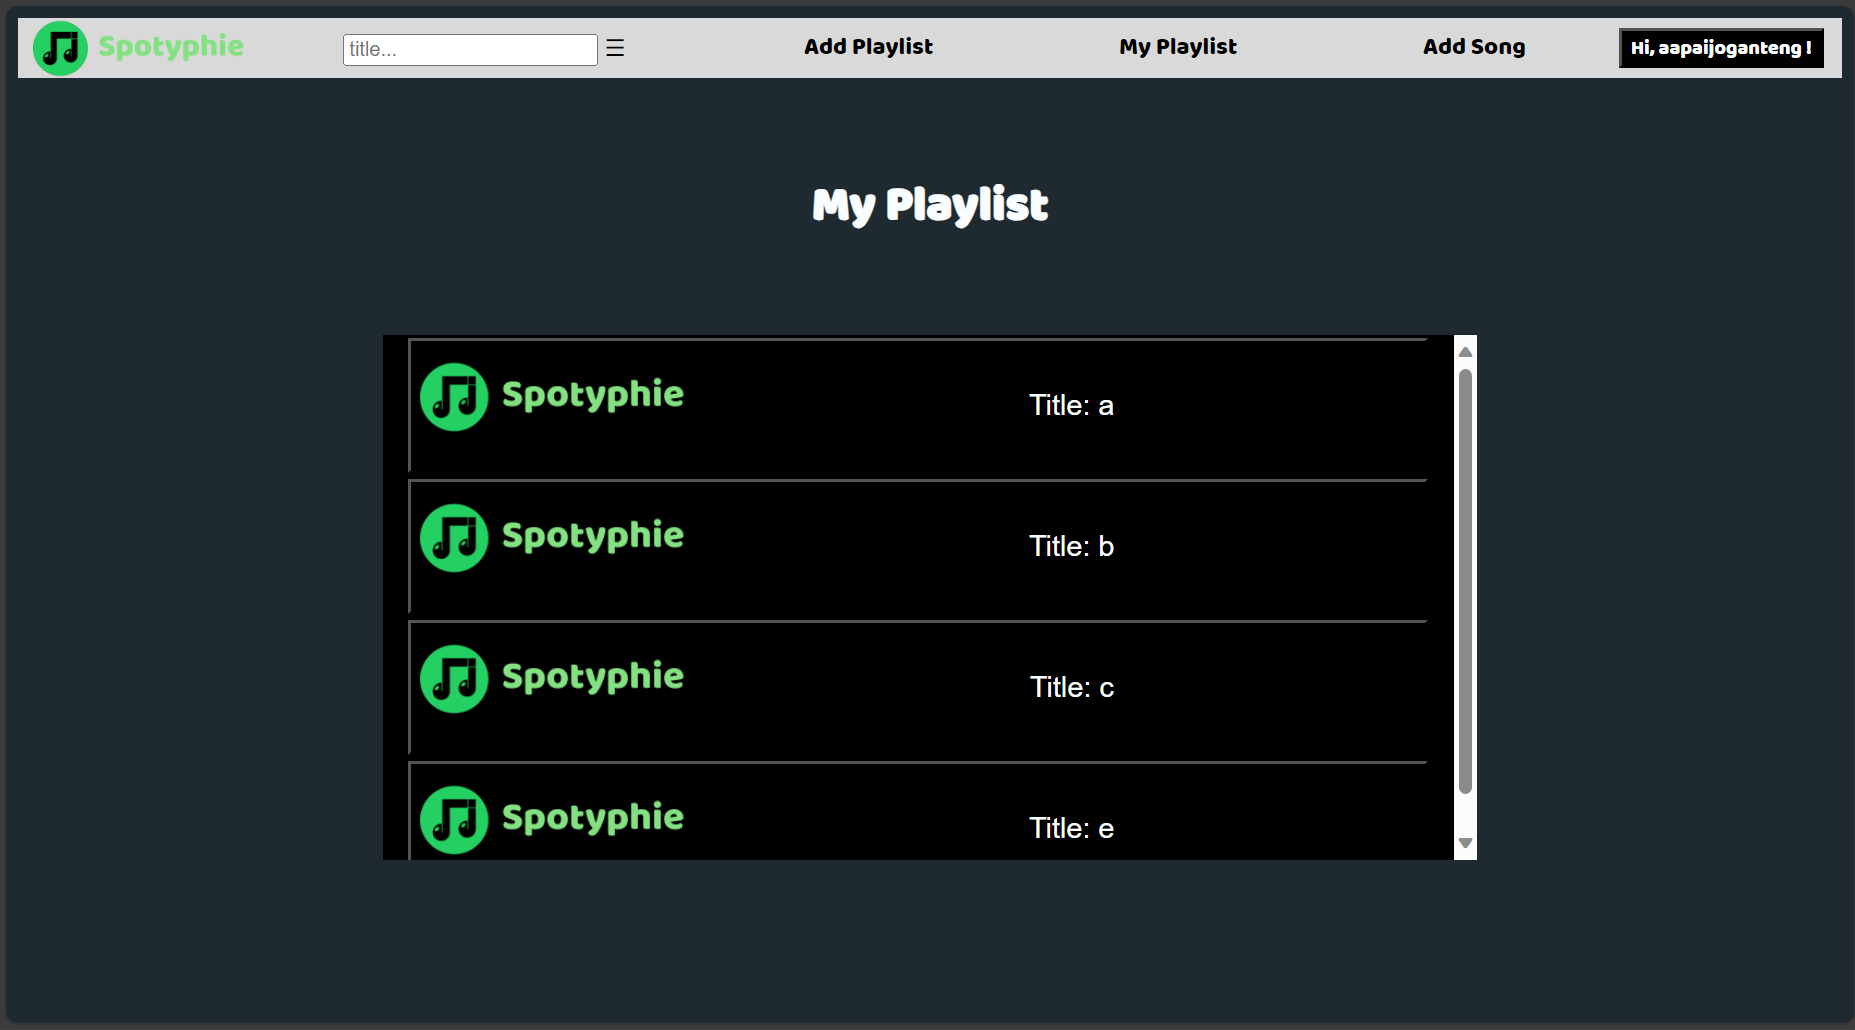 Spotyphie title... ☰ Add Playlist My Playlist Add Song Hi, aapaijoganteng !
My Playlist
Spotyphie Title: a
Spotyphie Title: b
Spotyphie Title: c
Spotyphie Title: e